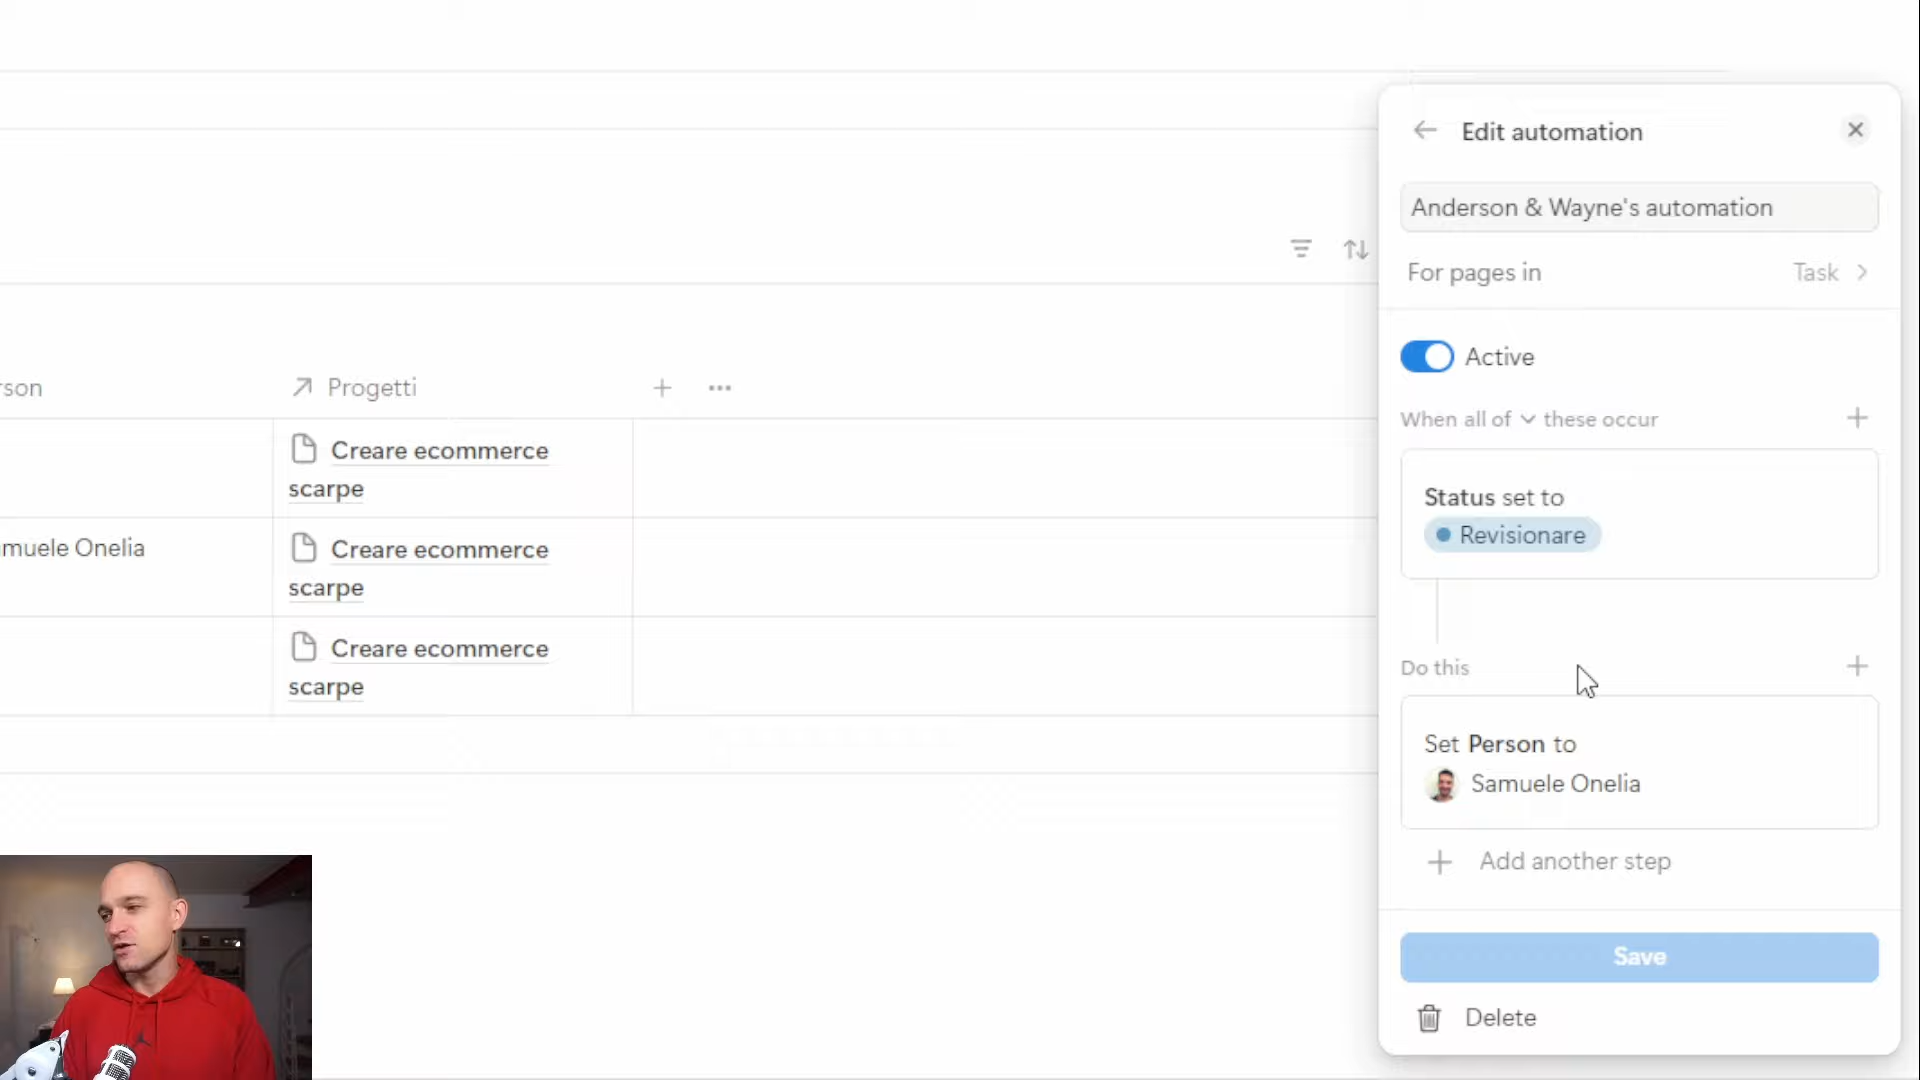 Edit automation
Anderson & Wayne's automation
For pages in Task
Active
When all of these occur
Status set to
Revisionare
Do this
Set Person to
Samuele Onelia
Add another step
Save
Delete
rson
Progetti
Creare ecommerce
scarpe
muele Onelia
Creare ecommerce
scarpe
Creare ecommerce
scarpe